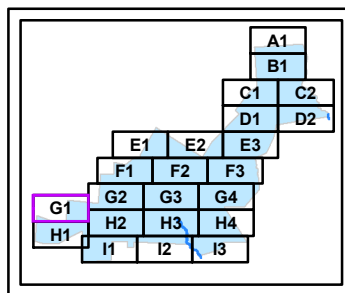 A1
B1
C1 C2
D1 D2
E1 E2 E3
F1 F2 F3
G1 G2 G3 G4
H1 H2 H3 H4
I1 I2 I3